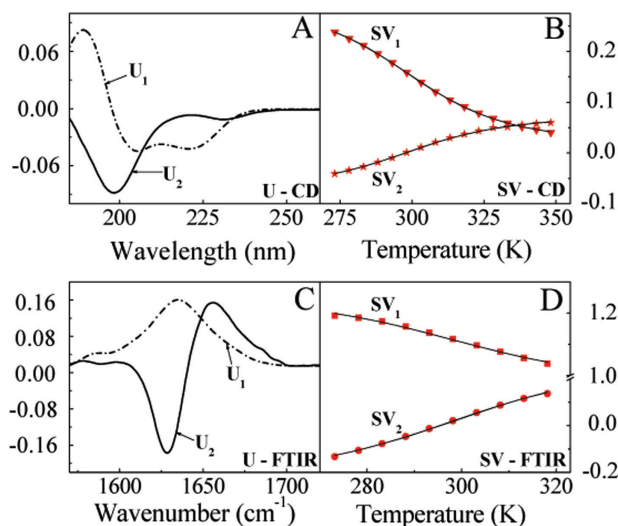 A
0.06
0.00
-0.06
U₁
U₂
U - CD
200
225
250
Wavelength (nm)
B
SV₁
SV₂
SV - CD
0.2
0.1
0.0
-0.1
275
300
325
350
Temperature (K)
C
0.16
0.08
0.00
-0.08
-0.16
U₁
U₂
U - FTIR
1600
1650
1700
Wavenumber (cm⁻¹)
D
SV₁
SV₂
SV - FTIR
1.2
1.0
0.0
-0.2
280
300
320
Temperature (K)